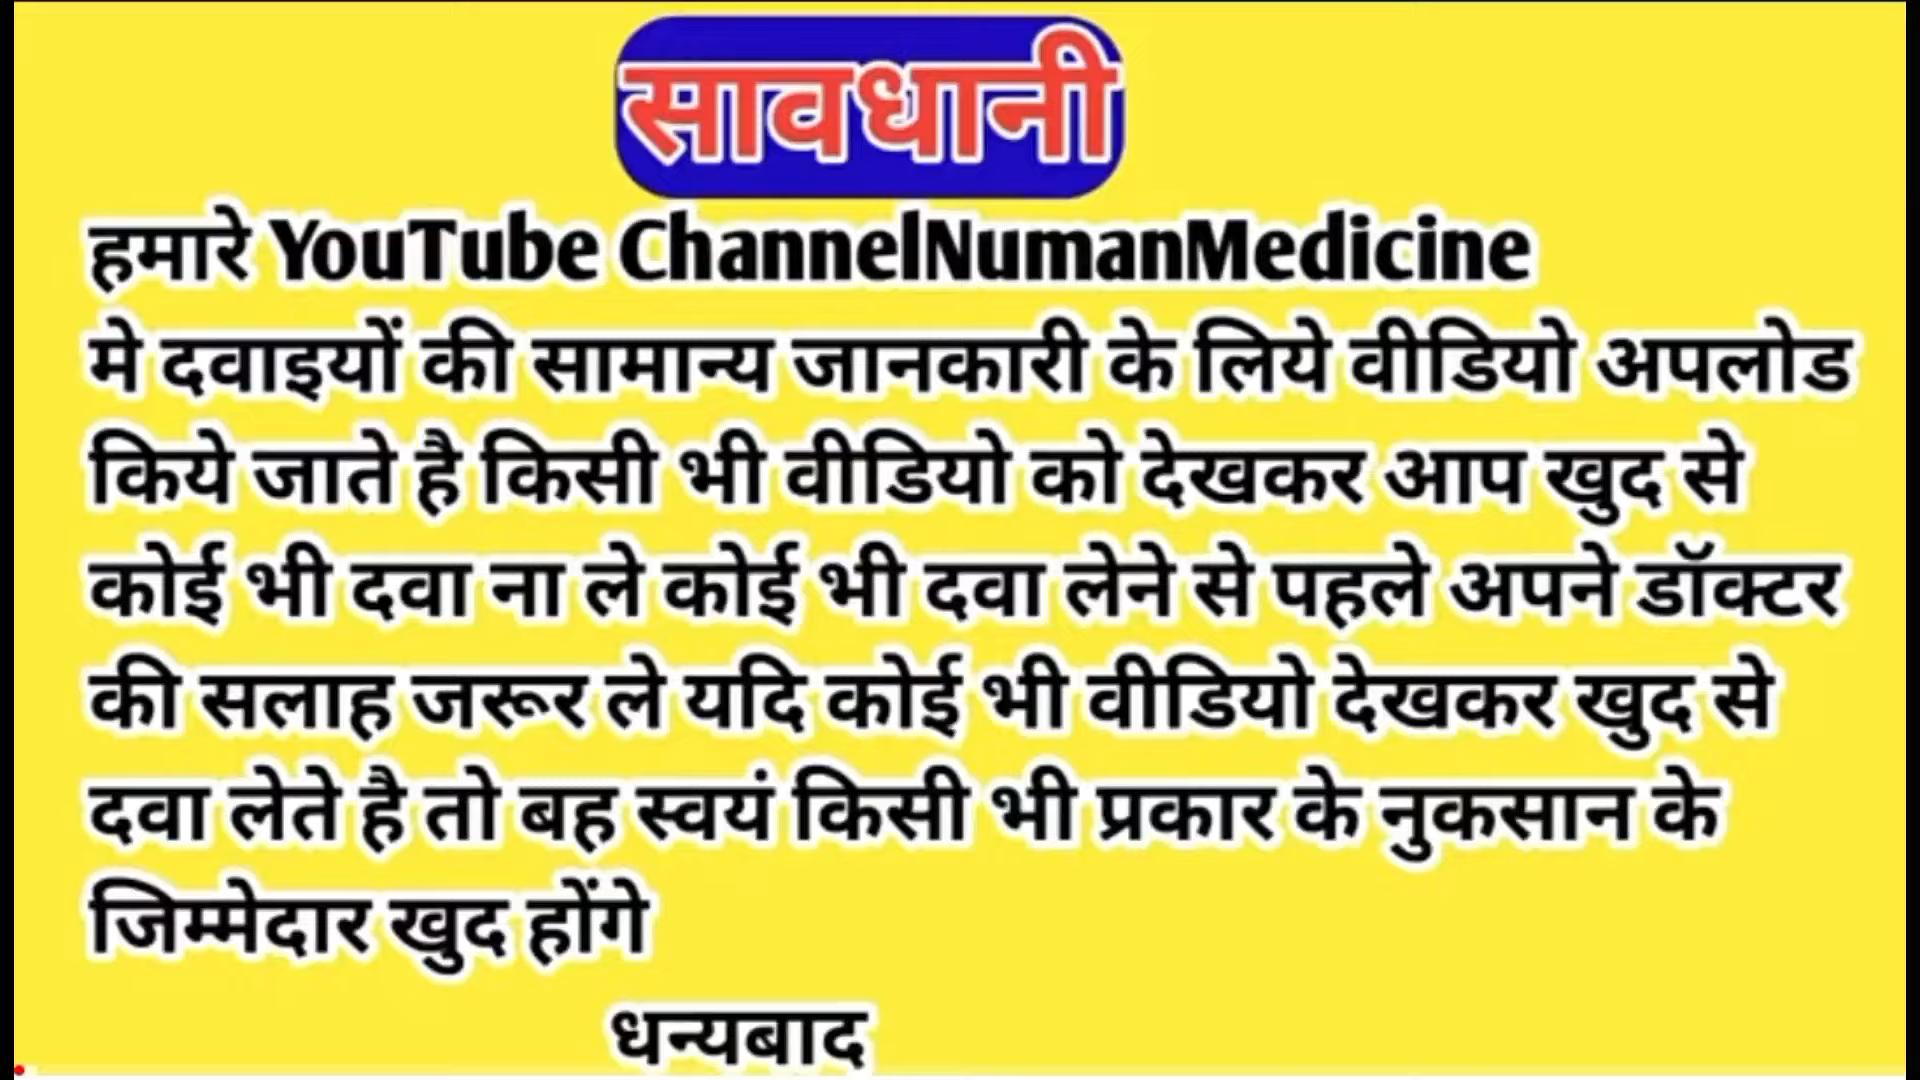 सावधानी
हमारे YouTube ChannelNumanMedicine
मे दवाइयों की सामान्य जानकारी के लिये वीडियो अपलोड
किये जाते है किसी भी वीडियो को देखकर आप खुद से
कोई भी दवा ना ले कोई भी दवा लेने से पहले अपने डॉक्टर
की सलाह जरूर ले यदि कोई भी वीडियो देखकर खुद से
दवा लेते है तो बह स्वयं किसी भी प्रकार के नुकसान के
जिम्मेदार खुद होंगे
धन्यबाद